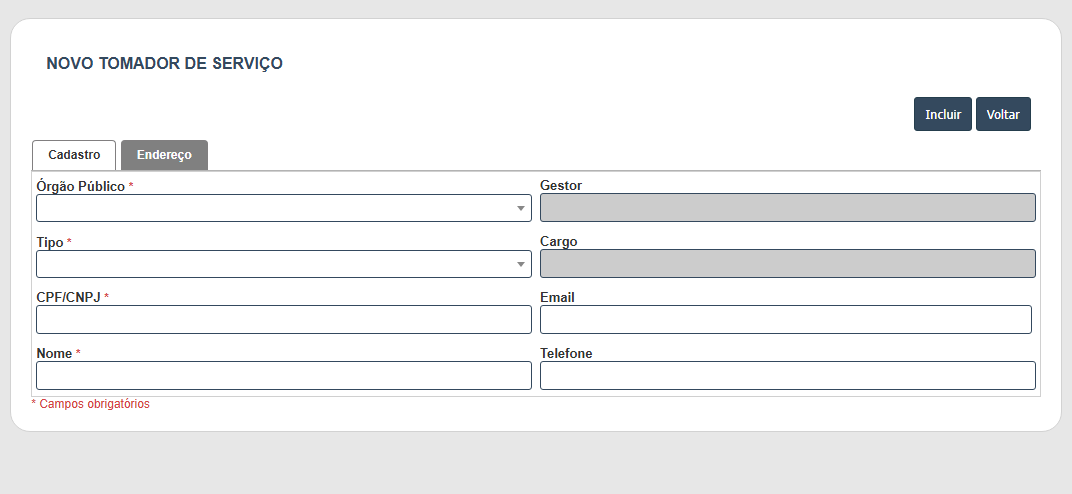 NOVO TOMADOR DE SERVIÇO
Incluir Voltar
Cadastro Endereço
Órgão Público * Gestor
Tipo * Cargo
CPF/CNPJ * Email
Nome * Telefone
* Campos obrigatórios